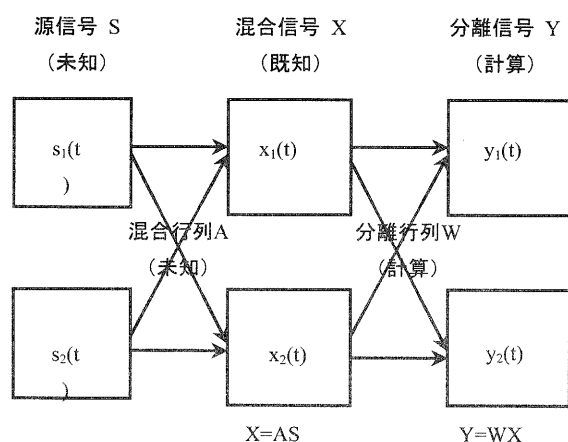 源信号 S
混合信号 X
分離信号 Y
（未知）
（既知）
（計算）
s₁(t
)
x₁(t)
y₁(t)
混合行列A
（未知）
分離行列W
（計算）
s₂(t
)
x₂(t)
y₂(t)
X=AS
Y=WX